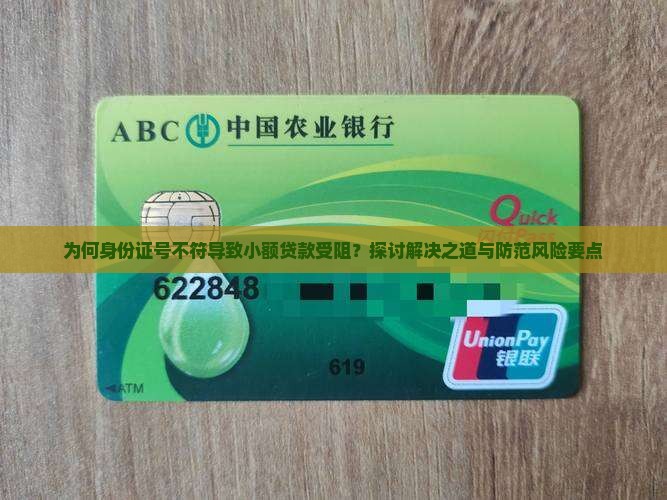 ABC 中国农业银行
Quick
为何身份证号不符导致小额贷款受阻？探讨解决之道与防范风险要点
622848
UnionPay
银联
619
◀ATM